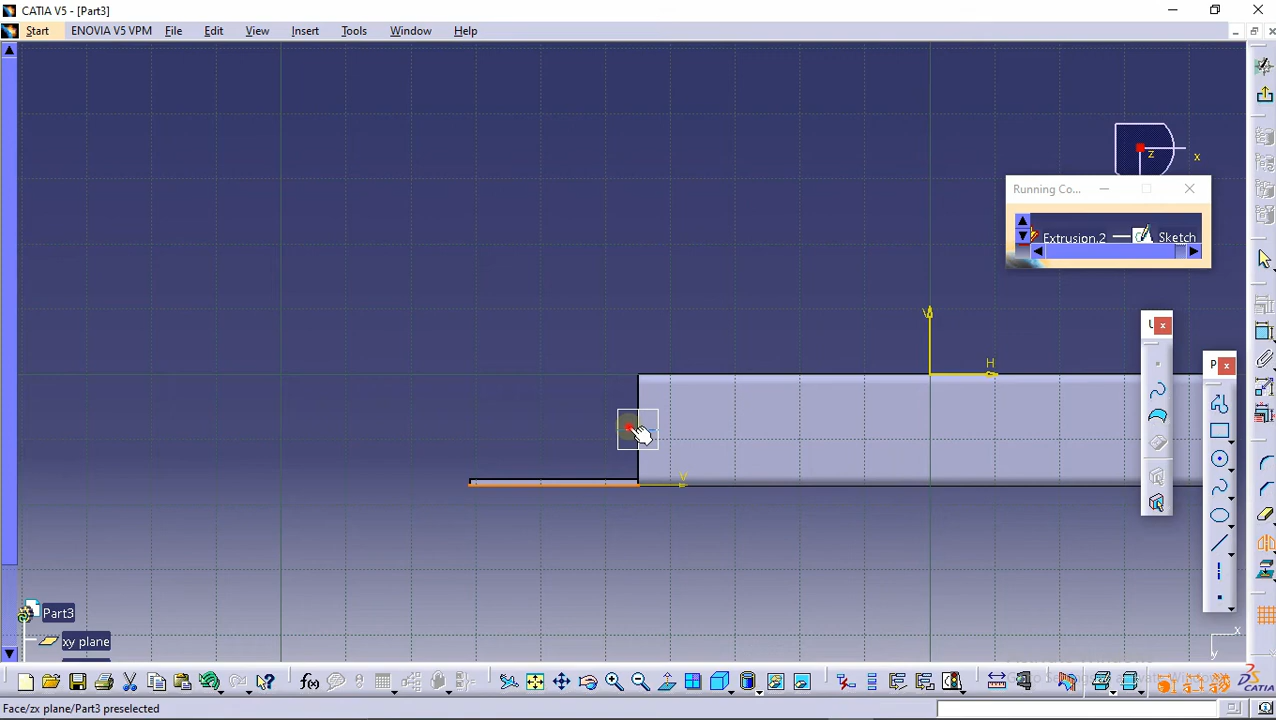 CATIA V5 - [Part3]
Start ENOVIA V5 VPM File Edit View Insert Tools Window Help
z
x
Running Co...
Extrusion.2 Sketch
V
H
V
P
Part3
xy plane
x
y
f(x)
Face/zx plane/Part3 preselected
CATIA